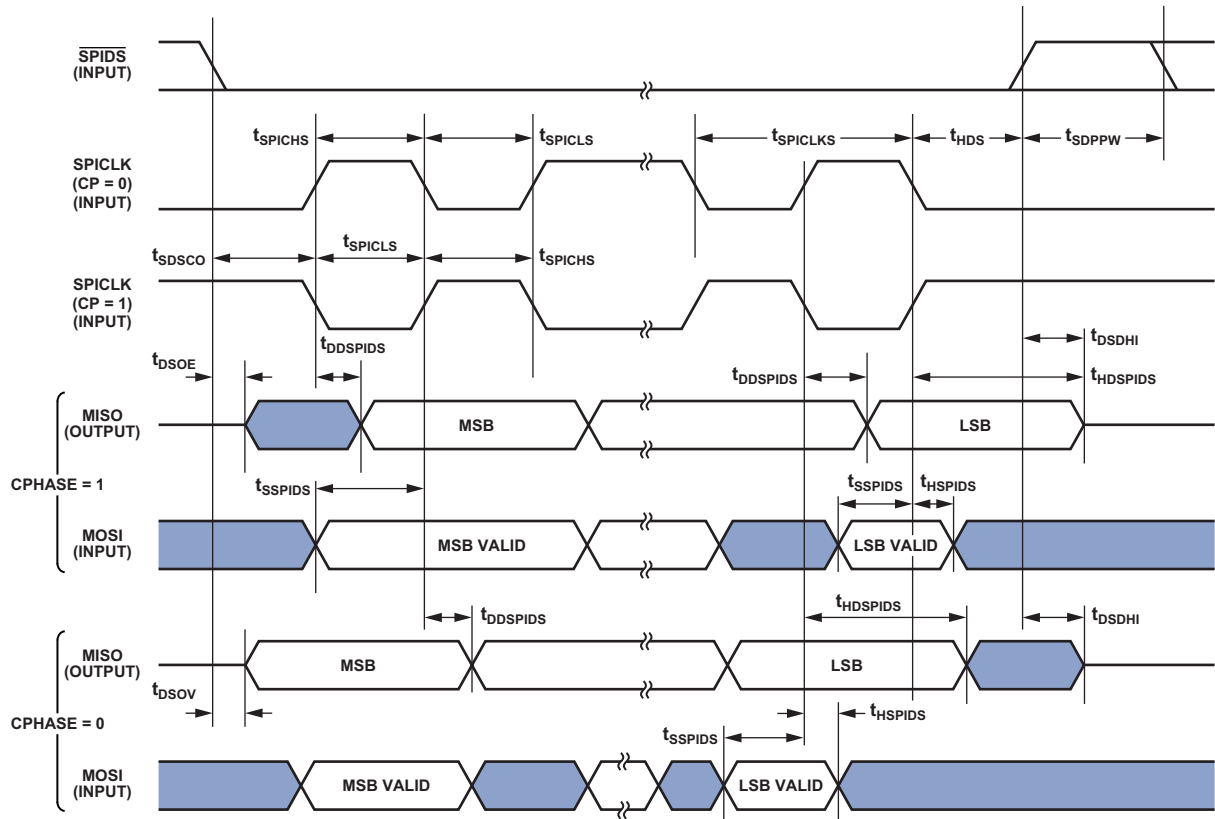 SPIDS
(INPUT)
tSPICHS
tSPICLS
tSPICLKS
tHDS
tSDPPW
SPICLK
(CP = 0)
(INPUT)
tSDSCO
tSPICLS
tSPICHS
SPICLK
(CP = 1)
(INPUT)
tDSOE
tDDSPIDS
tDDSPIDS
tDSDHI
tHDSPIDS
CPHASE = 1
MISO
(OUTPUT)
MSB
LSB
tSSPIDS
tSSPIDS
tHSPIDS
MOSI
(INPUT)
MSB VALID
LSB VALID
tDDSPIDS
tHDSPIDS
tDSDHI
CPHASE = 0
MISO
(OUTPUT)
MSB
LSB
tDSOV
tSSPIDS
tHSPIDS
MOSI
(INPUT)
MSB VALID
LSB VALID